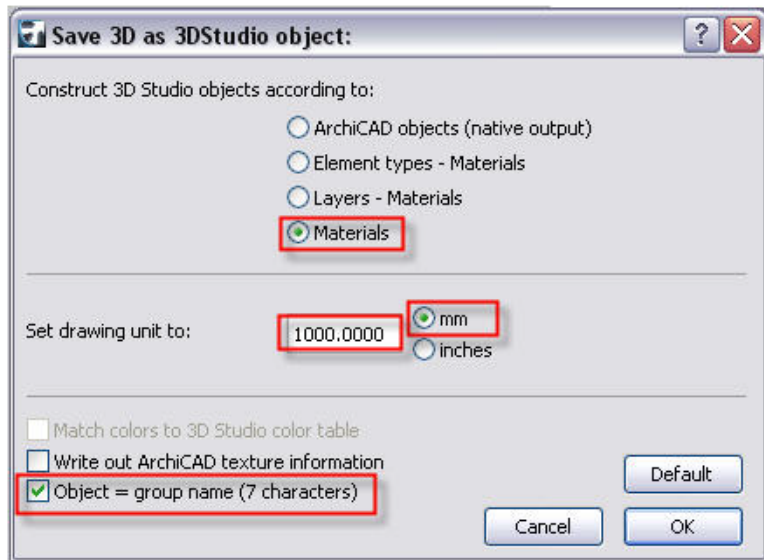 Save 3D as 3DStudio object:
?
Construct 3D Studio objects according to:
ArchiCAD objects (native output)
Element types - Materials
Layers - Materials
Materials
Set drawing unit to:
1000.0000
mm
inches
Match colors to 3D Studio color table
Write out ArchiCAD texture information
Object = group name (7 characters)
Default
Cancel
OK